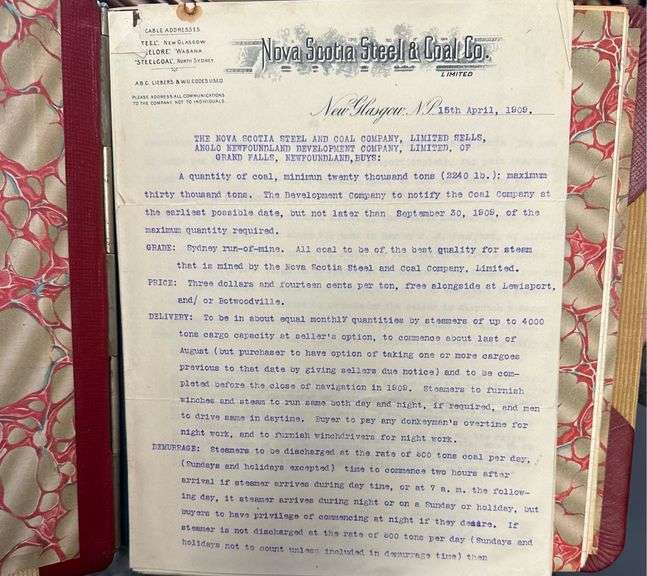 CABLE ADDRESSES.
"TEEL" NEW GLASGOW
"ELORE" WABANA
"STEELCOAL" NORTH SYDNEY
A.B.C. LIEBER'S & W.U. CODES USED
PLEASE ADDRESS ALL COMMUNICATIONS
TO THE COMPANY NOT TO INDIVIDUALS.
Nova Scotia Steel & Coal Co.
LIMITED
New Glasgow, N.S. 15th April, 1909.
THE NOVA SCOTIA STEEL AND COAL COMPANY, LIMITED SELLS,
ANGLO NEWFOUNDLAND DEVELOPMENT COMPANY, LIMITED, OF
GRAND FALLS, NEWFOUNDLAND, BUYS:
A quantity of coal, minimun twenty thousand tons (2240 lb.): maximum
thirty thousand tons. The Development Company to notify the Coal Company at
the earliest possible date, but not later than September 30, 1909, of the
maximum quantity required.
GRADE: Sydney run-of-mine. All coal to be of the best quality for steam
that is mined by the Nova Scotia Steel and Coal Company, Limited.
PRICE: Three dollars and fourteen cents per ton, free alongside at Lewisport,
and/ or Botwoodville.
DELIVERY: To be in about equal monthly quantities by steamers of up to 4000
tons cargo capacity at seller's option, to commence about last of
August (but purchaser to have option of taking one or more cargoes
previous to that date by giving sellers due notice) and to be com-
pleted before the close of navigation in 1909. Steamers to furnish
winches and steam to run same both day and night, if required, and men
to drive same in daytime. Buyer to pay any donkeyman's overtime for
night work, and to furnish winchdrivers for night work.
DEMURRAGE: Steamers to be discharged at the rate of 800 tons coal per day,
(Sundays and holidays excepted) time to commence two hours after
arrival if steamer arrives during day time, or at 7 a. m. the follow-
ing day, it steamer arrives during night or on a Sunday or holiday, but
buyers to have privilege of commencing at night if they desire. If
steamer is not discharged at the rate of 800 tons per day (Sundays and
holidays not to count unless included in demurrage time) then